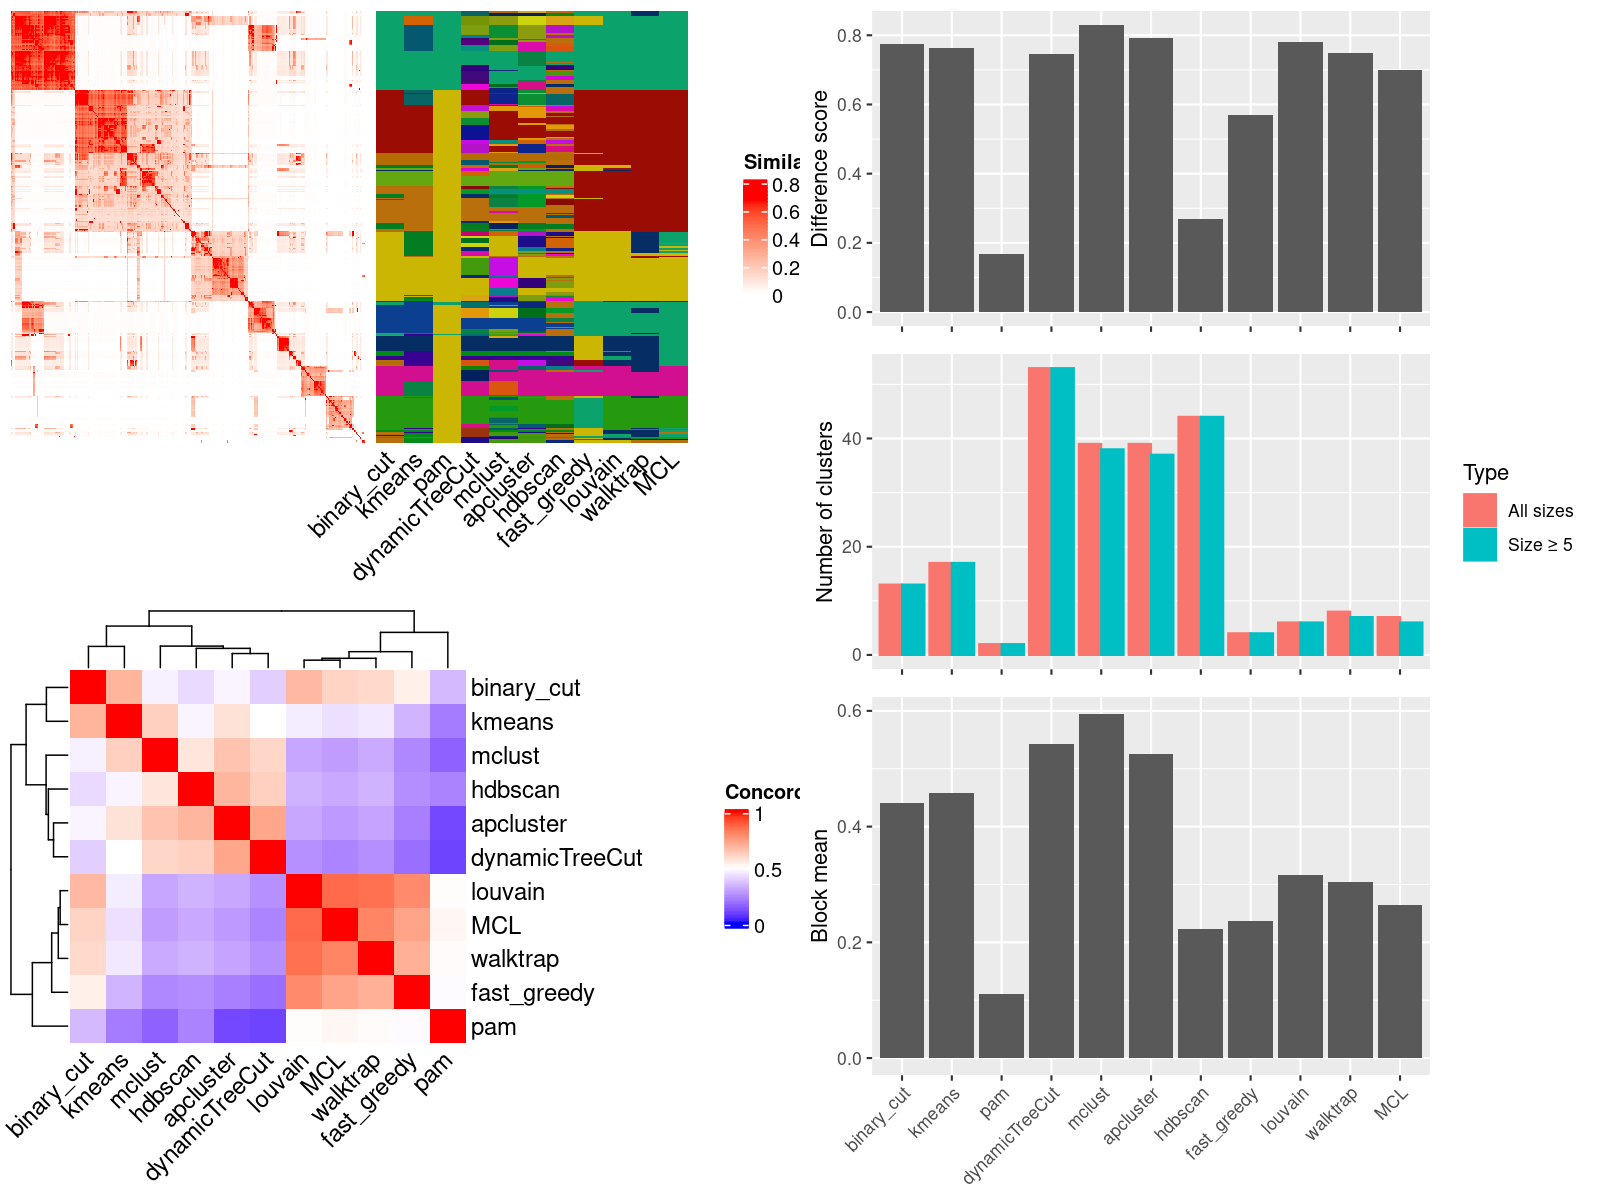 Simila
0.8
0.6
0.4
0.2
0
binary_cut
kmeans
pam
dynamicTreeCut
mclust
apcluster
hdbscan
fast_greedy
louvain
walktrap
MCL
binary_cut
kmeans
mclust
hdbscan
apcluster
dynamicTreeCut
louvain
MCL
walktrap
fast_greedy
pam
binary_cut
kmeans
mclust
hdbscan
apcluster
dynamicTreeCut
louvain
MCL
walktrap
fast_greedy
pam
Concord
1
0.5
0
Difference score
0.8
0.6
0.4
0.2
0.0
Number of clusters
40
20
0
Type
All sizes
Size ≥ 5
Block mean
0.6
0.4
0.2
0.0
binary_cut
kmeans
pam
dynamicTreeCut
mclust
apcluster
hdbscan
fast_greedy
louvain
walktrap
MCL